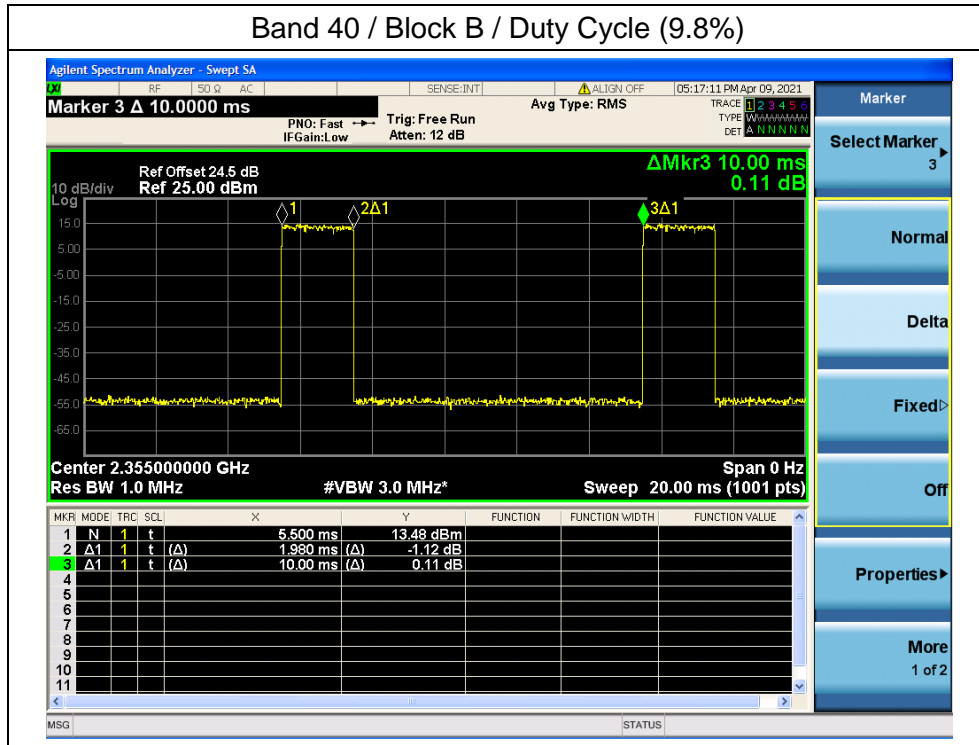 Band 40 / Block B / Duty Cycle (9.8%)
Agilent Spectrum Analyzer - Swept SA
LXI RF 50 Ω AC SENSE:INT ALIGN OFF 05:17:11 PM Apr 09, 2021
Marker 3 Δ 10.0000 ms
PNO: Fast
IFGain:Low
Trig: Free Run
Atten: 12 dB
Avg Type: RMS
TRACE 1 2 3 4 5 6
TYPE WWWWWW
DET A N N N N N
Marker
Select Marker
3
Normal
Delta
Fixed
Off
Properties
More
1 of 2
ΔMkr3 10.00 ms
0.11 dB
Ref Offset 24.5 dB
10 dB/div Ref 25.00 dBm
Log
1 2Δ1 3Δ1
15.0
5.00
-5.00
-15.0
-25.0
-35.0
-45.0
-55.0
-65.0
Center 2.355000000 GHz Span 0 Hz
Res BW 1.0 MHz #VBW 3.0 MHz* Sweep 20.00 ms (1001 pts)
MKR MODE TRC SCL X Y FUNCTION FUNCTION WIDTH FUNCTION VALUE
1 N 1 t 5.500 ms 13.48 dBm
2 Δ1 1 t (Δ) 1.980 ms (Δ) -1.12 dB
3 Δ1 1 t (Δ) 10.00 ms (Δ) 0.11 dB
4
5
6
7
8
9
10
11
MSG STATUS